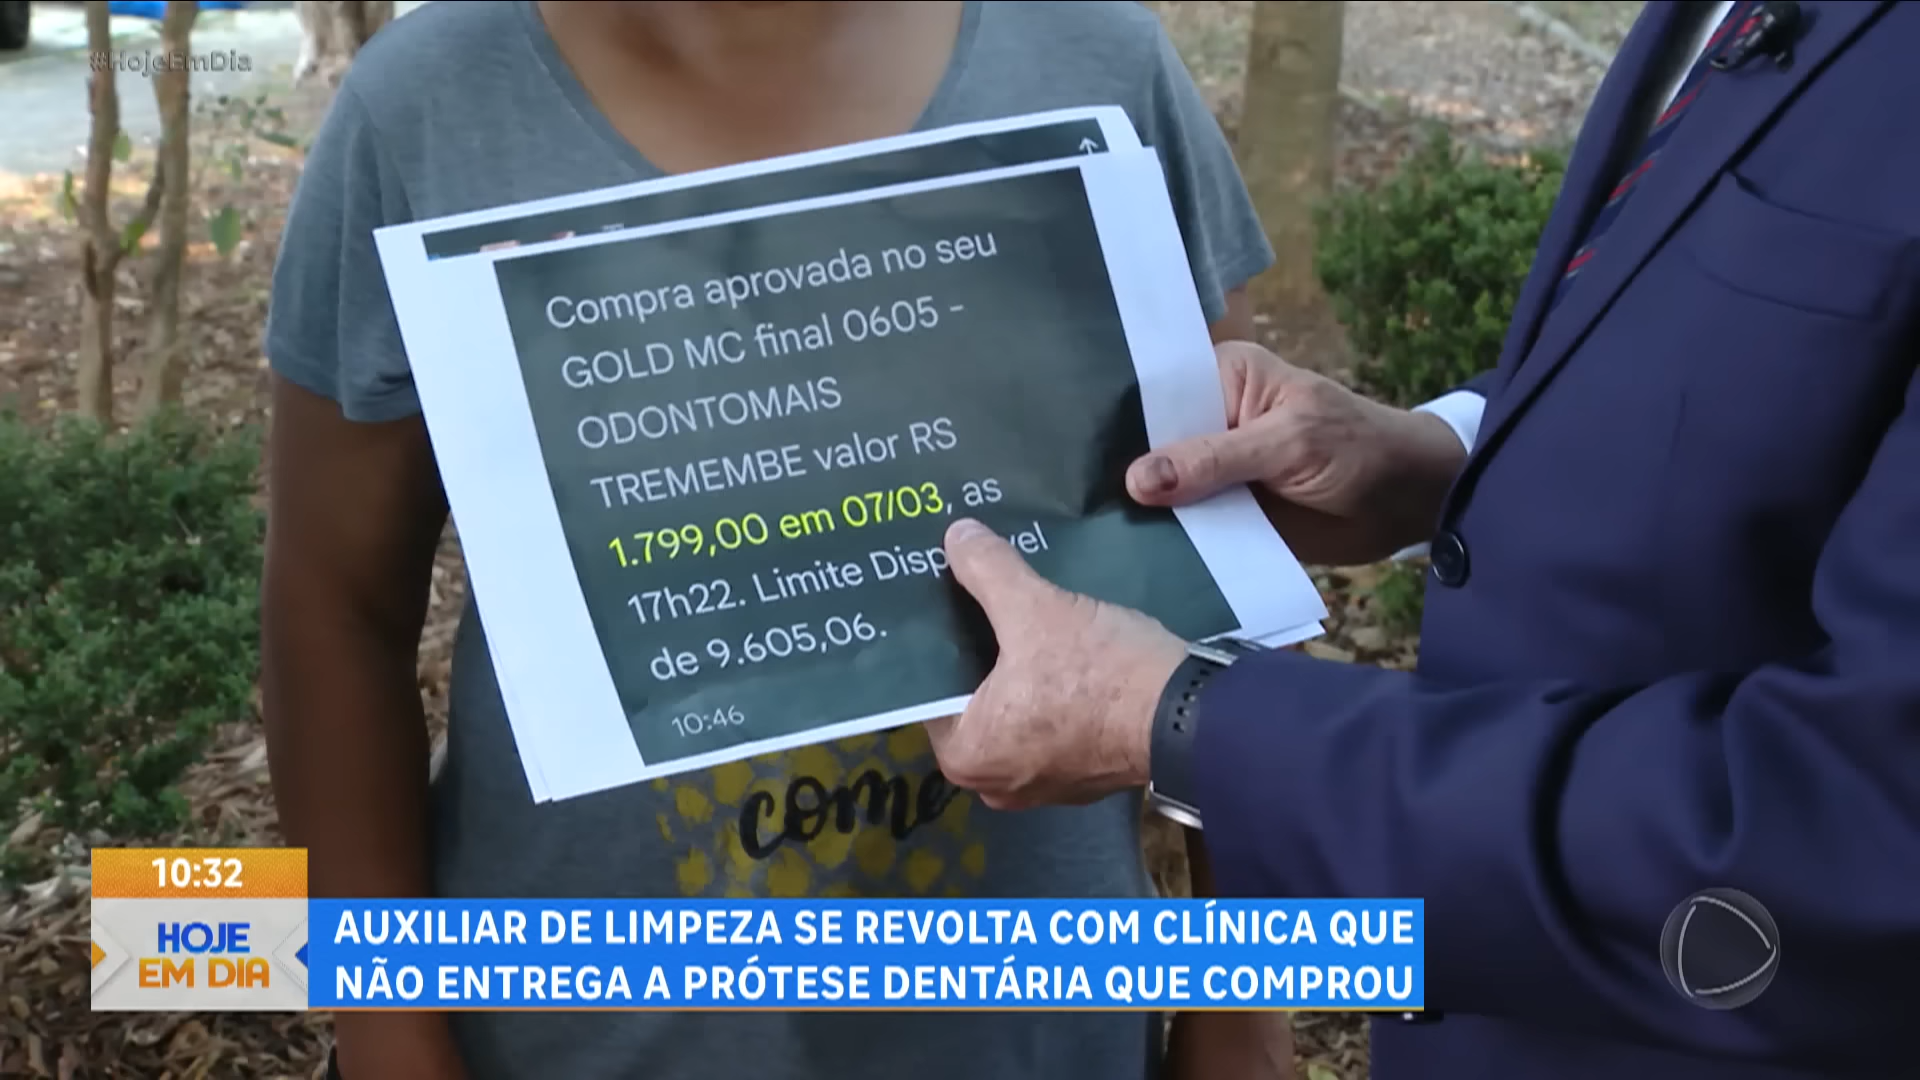 #HojeEmDia
Compra aprovada no seu
GOLD MC final 0605 -
ODONTOMAIS
TREMEMBE valor RS
1.799,00 em 07/03, as
17h22. Limite Disp vel
de 9.605,06.
10:46
come
10:32
HOJE
EM DIA
AUXILIAR DE LIMPEZA SE REVOLTA COM CLÍNICA QUE
NÃO ENTREGA A PRÓTESE DENTÁRIA QUE COMPROU